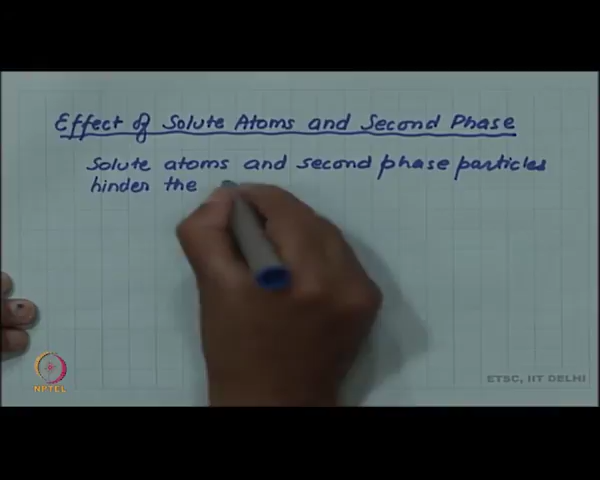 Effect of Solute Atoms and Second Phase
Solute atoms and second phase particles
hinder the
NPTEL
ETSC, IIT DELHI